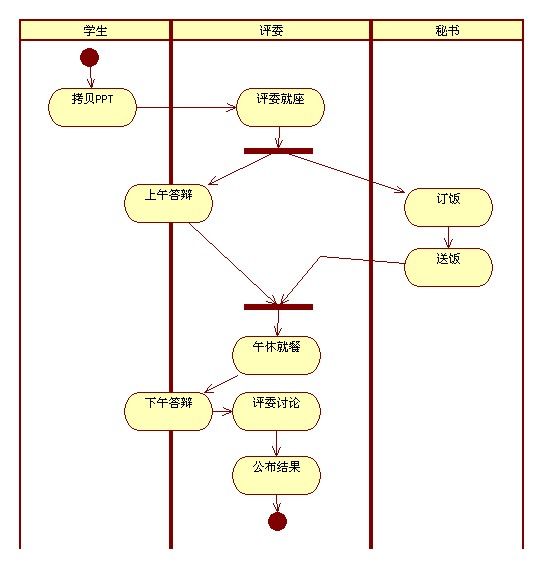 学生
评委
秘书
拷贝PPT
评委就座
上午答辩
订饭
送饭
午休就餐
下午答辩
评委讨论
公布结果